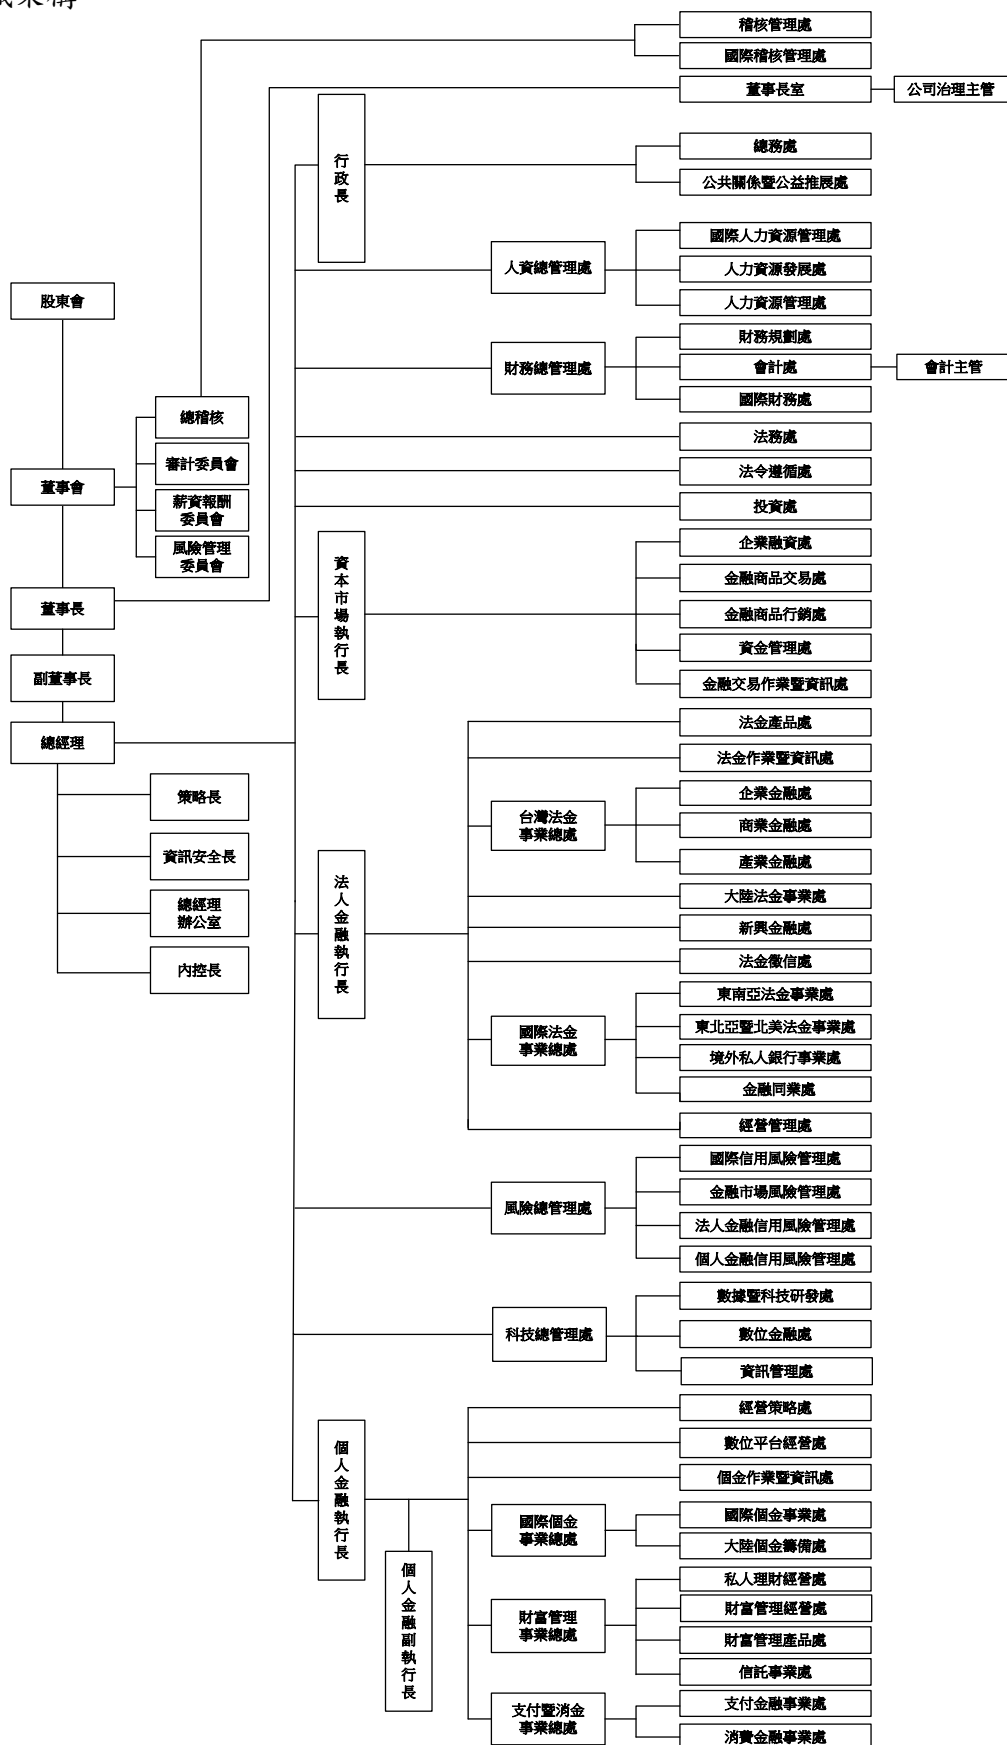 稽核管理處
國際稽核管理處
董事長室
公司治理主管
行政長
總務處
公共關係暨公益推展處
人資總管理處
國際人力資源管理處
人力資源發展處
人力資源管理處
股東會
財務總管理處
財務規劃處
會計處
會計主管
國際財務處
總稽核
審計委員會
董事會
薪資報酬
委員會
風險管理
委員會
法務處
法令遵循處
投資處
董事長
副董事長
總經理
策略長
資訊安全長
總經理
辦公室
內控長
資本市場執行長
企業融資處
金融商品交易處
金融商品行銷處
資金管理處
金融交易作業暨資訊處
法人金融執行長
法金產品處
法金作業暨資訊處
台灣法金
事業總處
企業金融處
商業金融處
產業金融處
大陸法金事業處
新興金融處
法金徵信處
國際法金
事業總處
東南亞法金事業處
東北亞暨北美法金事業處
境外私人銀行事業處
金融同業處
經營管理處
風險總管理處
國際信用風險管理處
金融市場風險管理處
法人金融信用風險管理處
個人金融信用風險管理處
科技總管理處
數據暨科技研發處
數位金融處
資訊管理處
個人金融執行長
個人金融副執行長
經營策略處
數位平台經營處
個金作業暨資訊處
國際個金
事業總處
國際個金事業處
大陸個金籌備處
財富管理
事業總處
私人理財經營處
財富管理經營處
財富管理產品處
信託事業處
支付暨消金
事業總處
支付金融事業處
消費金融事業處